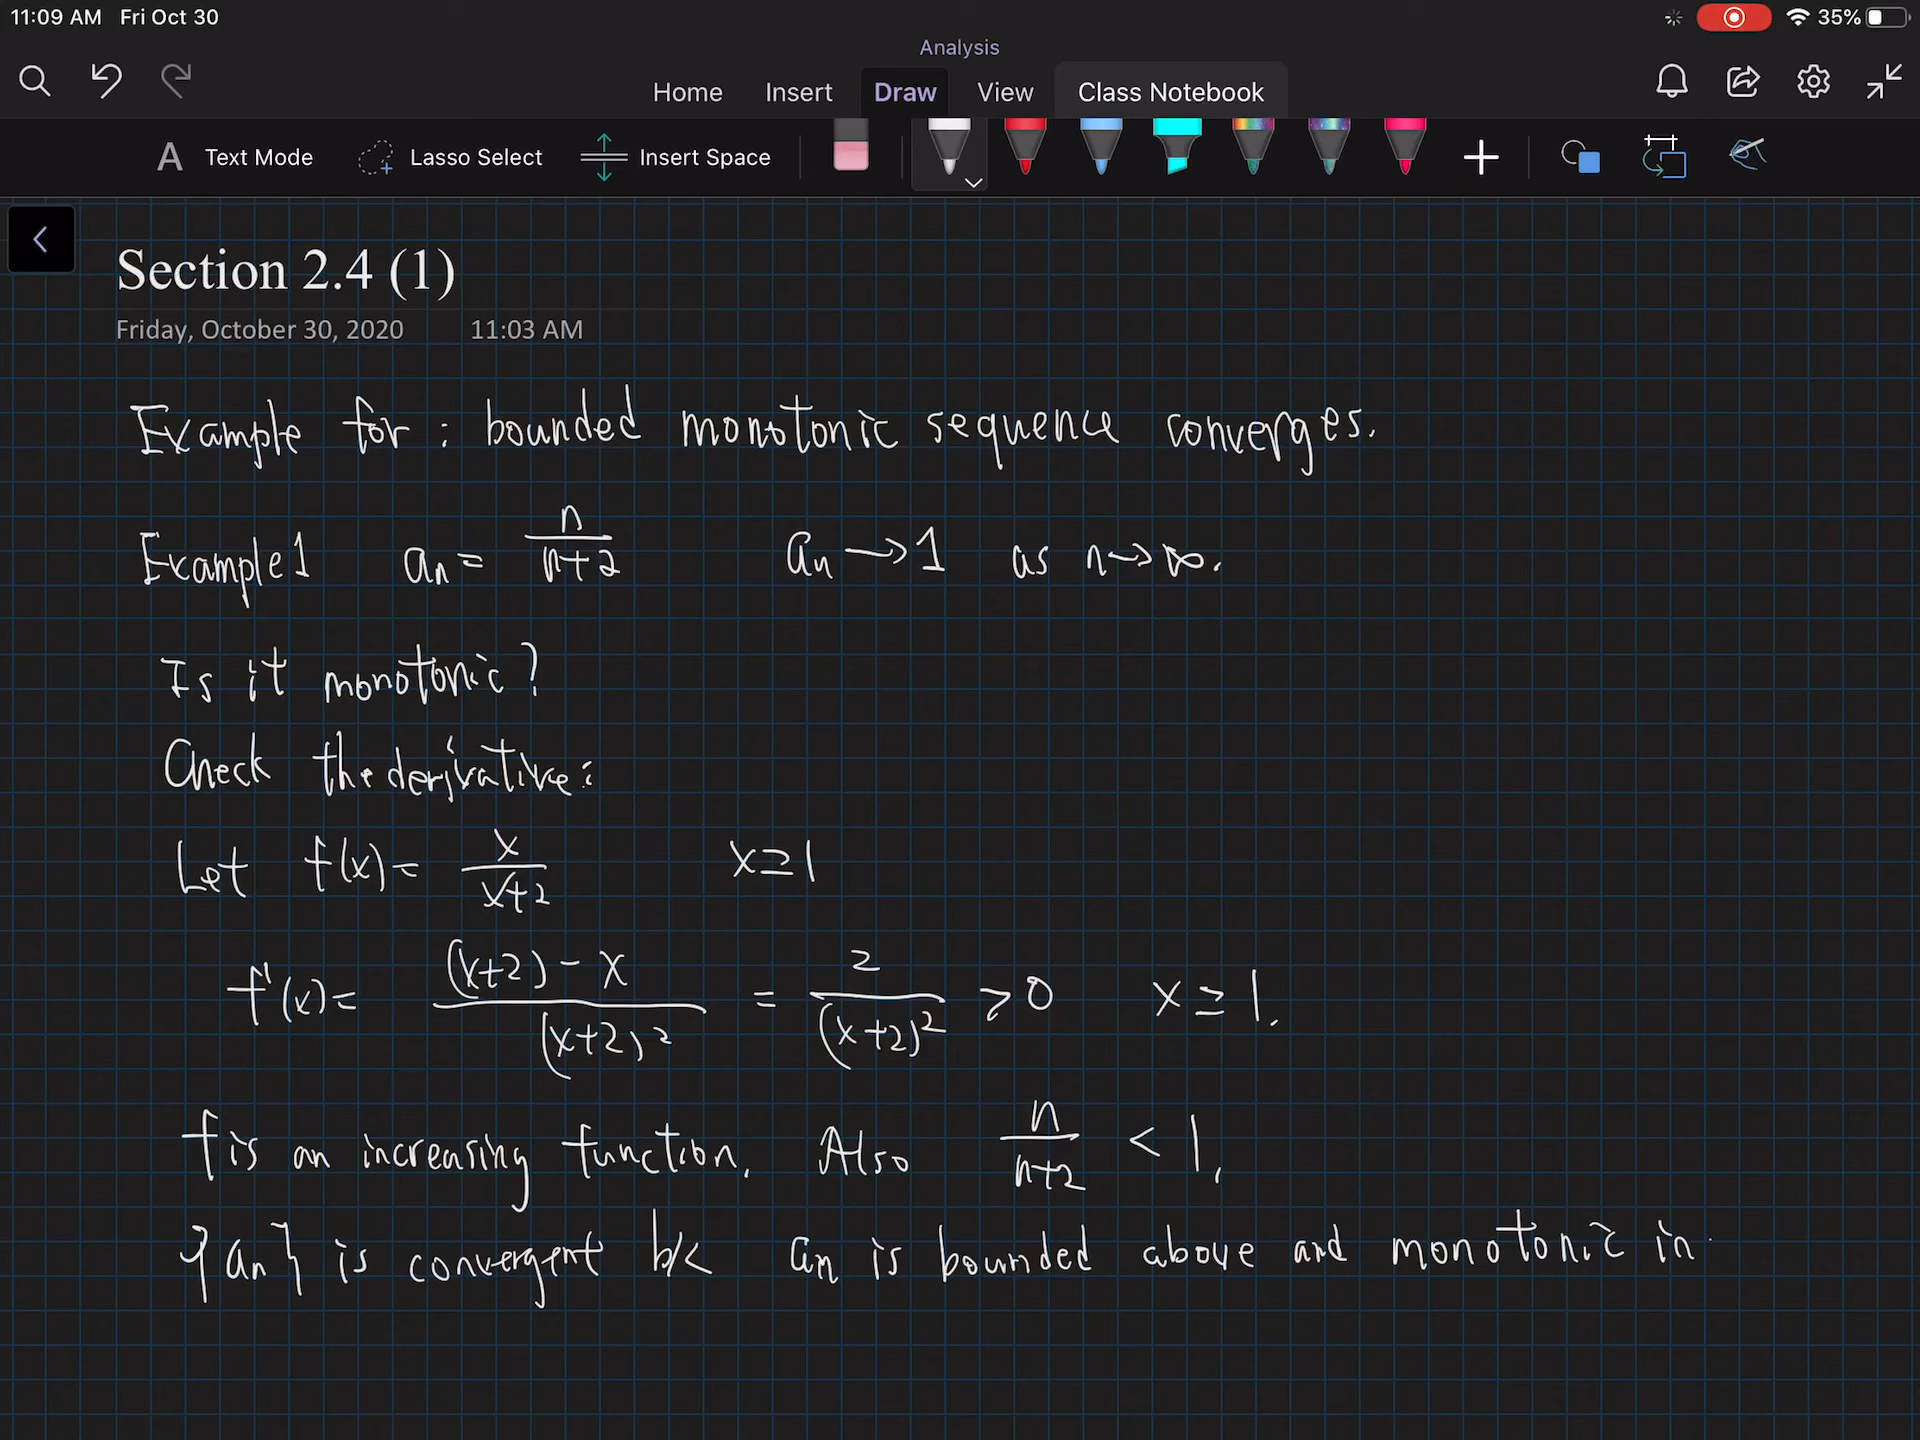 11:09 AM Fri Oct 30 35%
Analysis
Home Insert Draw View Class Notebook
A Text Mode Lasso Select Insert Space
Section 2.4 (1)
Friday, October 30, 2020 11:03 AM
Example for : bounded monotonic sequence converges.
Example 1 aₙ = n/(n+2) aₙ → 1 as n → ∞.
Is it monotonic?
Check the derivative:
Let f(x) = x/(x+2) x ≥ 1
f'(x) = ((x+2) - x)/(x+2)² = 2/(x+2)² > 0 x ≥ 1.
f is an increasing function. Also n/(n+2) < 1.
{aₙ} is convergent b/c aₙ is bounded above and monotonic in